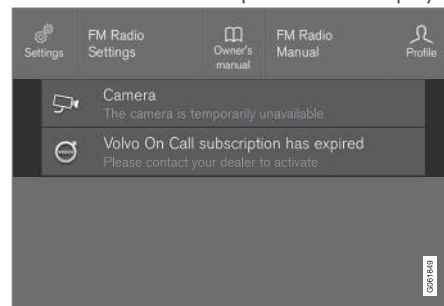 FM Radio
Settings
Settings
Owner's
manual
FM Radio
Manual
Profile
Camera
The camera is temporarily unavailable
Volvo On Call subscription has expired
Please contact your dealer to activate
G061849